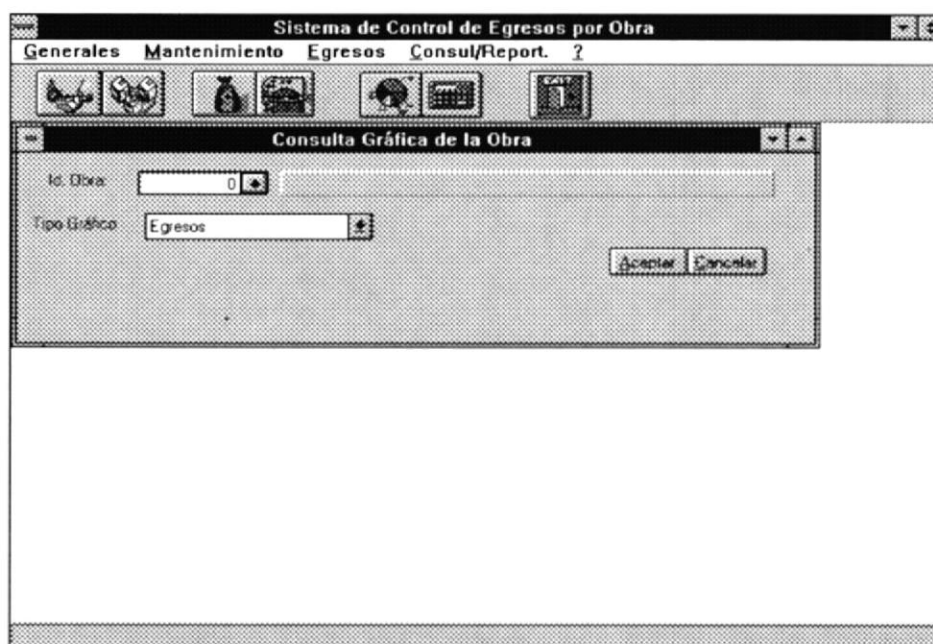 Sistema de Control de Egresos por Obra
Generales Mantenimiento Egresos Consul/Report. ?
Consulta Gráfica de la Obra
Id. Obra: 0
Tipo Gráfico Egresos
Aceptar Cancelar